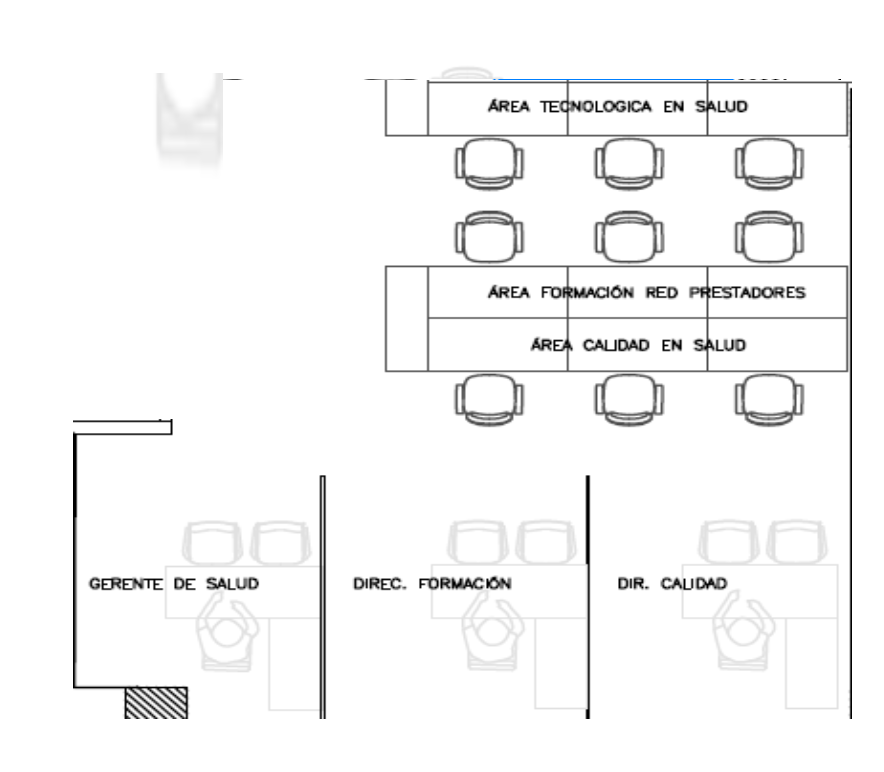 ÁREA TECNOLOGICA EN SALUD
ÁREA FORMACIÓN RED PRESTADORES
ÁREA CALIDAD EN SALUD
GERENTE DE SALUD
DIREC. FORMACIÓN
DIR. CALIDAD